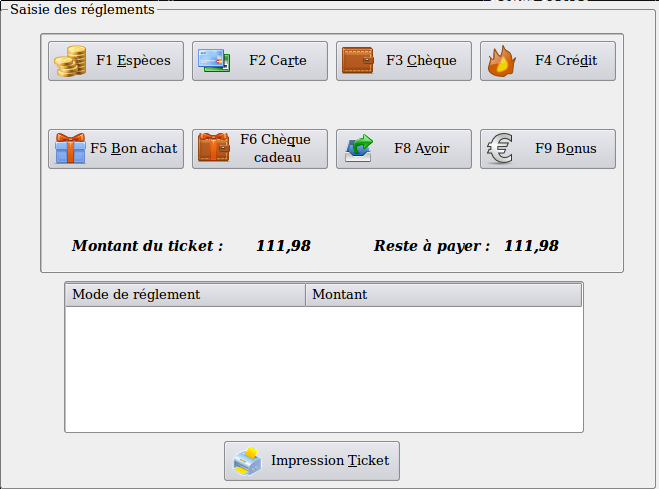 Saisie des réglements
F1 Espèces
F2 Carte
F3 Chèque
F4 Crédit
F5 Bon achat
F6 Chèque
cadeau
F8 Avoir
F9 Bonus
Montant du ticket : 111,98 Reste à payer : 111,98
Mode de réglement Montant
Impression Ticket